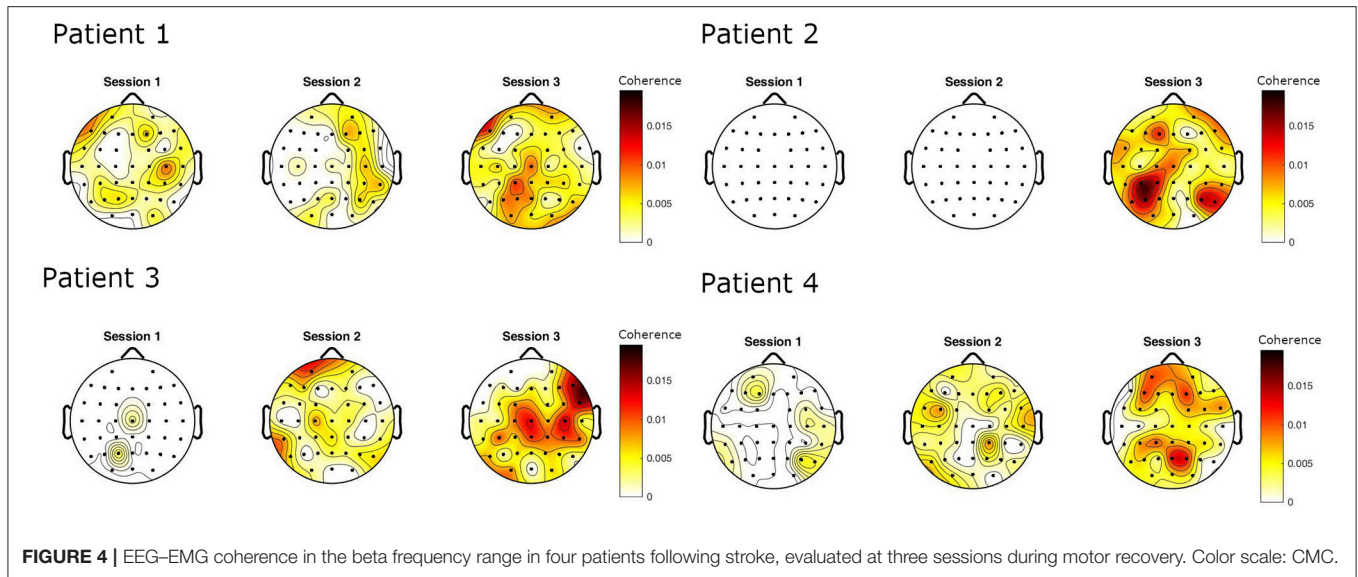 Patient 1
Patient 2
Session 1
Session 2
Session 3
Coherence
0.015
0.01
0.005
0
Session 1
Session 2
Session 3
Coherence
0.015
0.01
0.005
0
Patient 3
Patient 4
Session 1
Session 2
Session 3
Coherence
0.015
0.01
0.005
0
Session 1
Session 2
Session 3
Coherence
0.015
0.01
0.005
0
FIGURE 4 | EEG–EMG coherence in the beta frequency range in four patients following stroke, evaluated at three sessions during motor recovery. Color scale: CMC.